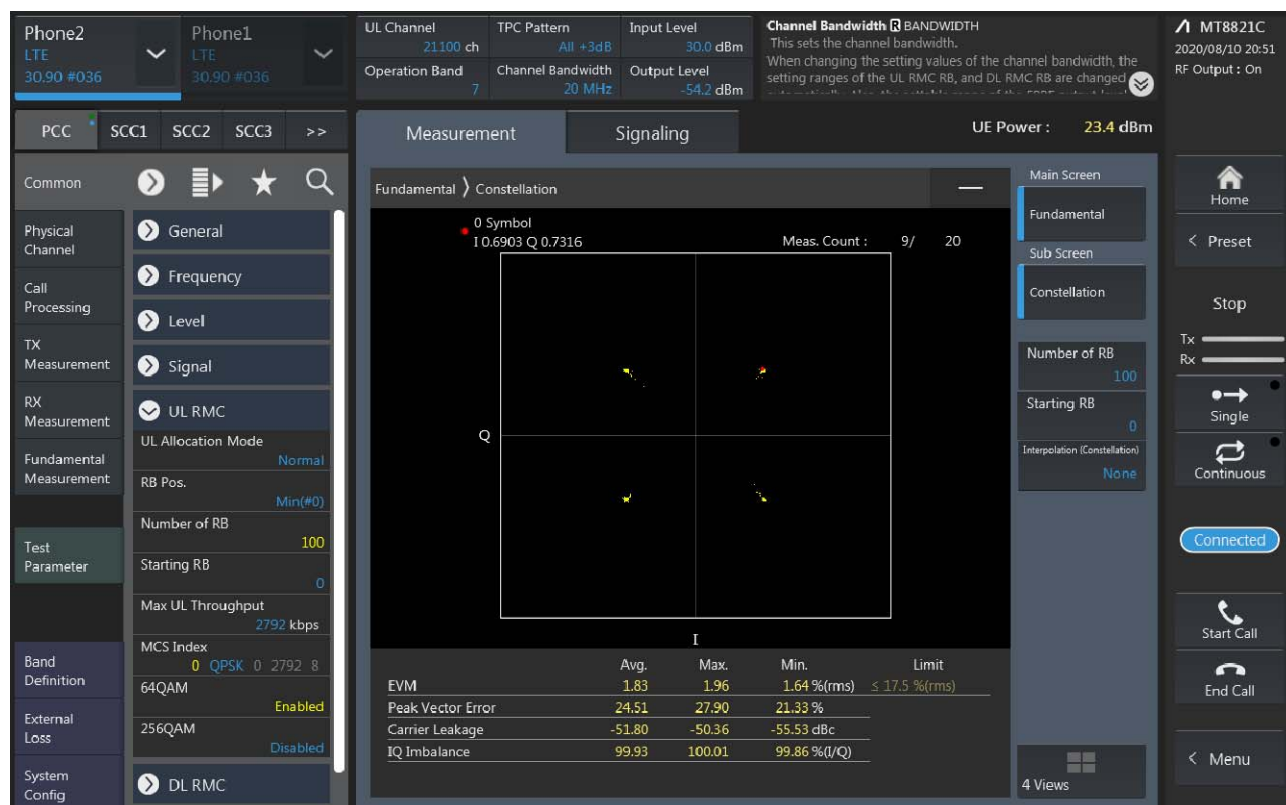 Phone2
LTE
30.90 #036
Phone1
LTE
30.90 #036
UL Channel
21100 ch
TPC Pattern
All +3dB
Input Level
30.0 dBm
Operation Band
7
Channel Bandwidth
20 MHz
Output Level
-54.2 dBm
Channel Bandwidth R BANDWIDTH
This sets the channel bandwidth.
When changing the setting values of the channel bandwidth, the
setting ranges of the UL RMC RB, and DL RMC RB are changed
MT8821C
2020/08/10 20:51
RF Output : On
PCC SCC1 SCC2 SCC3 >>
Measurement Signaling
UE Power : 23.4 dBm
Common
Physical
Channel
Call
Processing
TX
Measurement
RX
Measurement
Fundamental
Measurement
Test
Parameter
Band
Definition
External
Loss
System
Config
General
Frequency
Level
Signal
UL RMC
UL Allocation Mode
Normal
RB Pos.
Min(#0)
Number of RB
100
Starting RB
0
Max UL Throughput
2792 kbps
MCS Index
0 QPSK 0 2792 8
64QAM
Enabled
256QAM
Disabled
DL RMC
Fundamental 〉 Constellation
0 Symbol
I 0.6903 Q 0.7316
Meas. Count : 9/ 20
Q
I
Avg. Max. Min. Limit
EVM 1.83 1.96 1.64 %(rms) ≤ 17.5 %(rms)
Peak Vector Error 24.51 27.90 21.33 %
Carrier Leakage -51.80 -50.36 -55.53 dBc
IQ Imbalance 99.93 100.01 99.86 %(I/Q)
Main Screen
Fundamental
Sub Screen
Constellation
Number of RB
100
Starting RB
0
Interpolation (Constellation)
None
4 Views
Home
< Preset
Stop
Tx
Rx
Single
Continuous
Connected
Start Call
End Call
< Menu